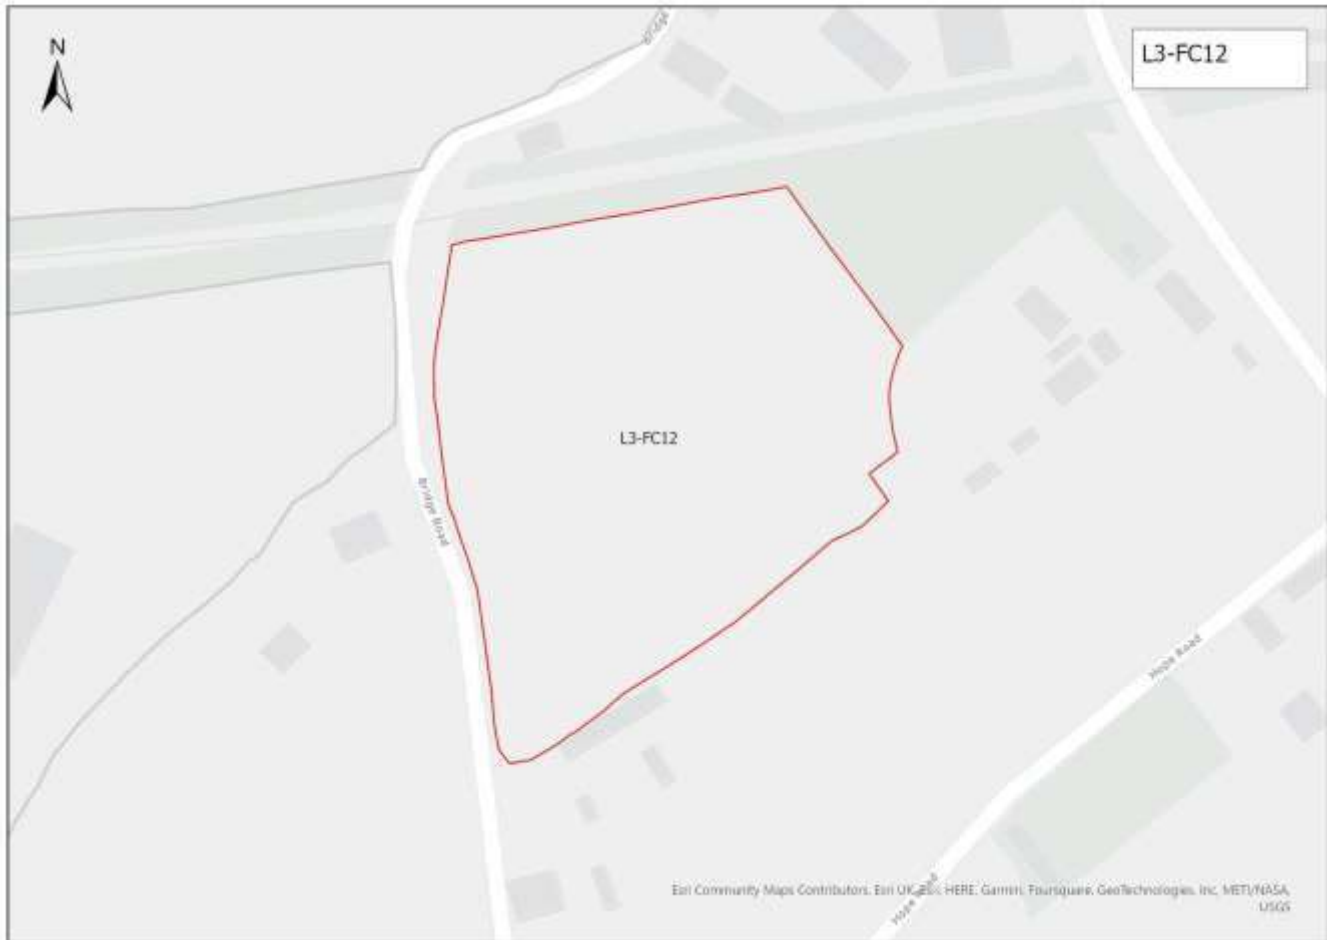 N
L3-FC12
Bridge
L3-FC12
Bridge Road
Hope Road
Hope Road
Esri Community Maps Contributors, Esri UK, Esri, HERE, Garmin, Foursquare, GeoTechnologies, Inc, METI/NASA,
USGS